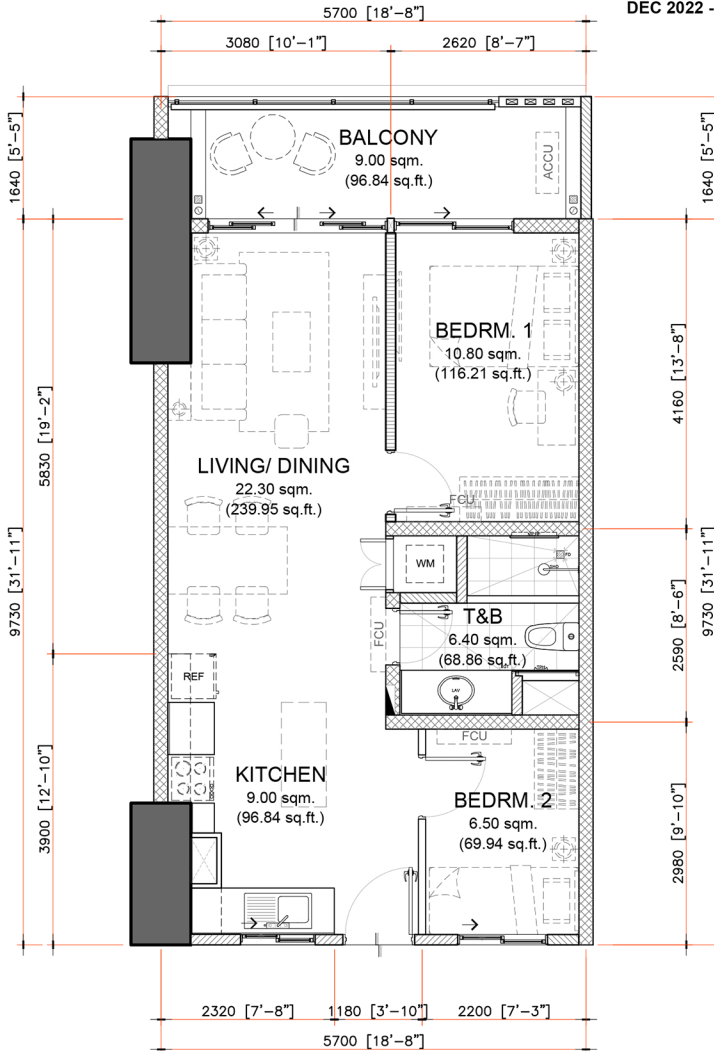 DEC 2022 -
5700 [18'-8"]
3080 [10'-1"]
2620 [8'-7"]
1640 [5'-5"]
1640 [5'-5"]
BALCONY
9.00 sqm.
(96.84 sq.ft.)
ACCU
BEDRM. 1
10.80 sqm.
(116.21 sq.ft.)
4160 [13'-8"]
5830 [19'-2"]
LIVING/ DINING
22.30 sqm.
(239.95 sq.ft.)
FCU
9730 [31'-11"]
9730 [31'-11"]
WM
FD
SHO
T&B
6.40 sqm.
(68.86 sq.ft.)
FCU
2590 [8'-6"]
REF
LAV
FCU
KITCHEN
9.00 sqm.
(96.84 sq.ft.)
BEDRM. 2
6.50 sqm.
(69.94 sq.ft.)
3900 [12'-10"]
2980 [9'-10"]
2320 [7'-8"]
1180 [3'-10"]
2200 [7'-3"]
5700 [18'-8"]